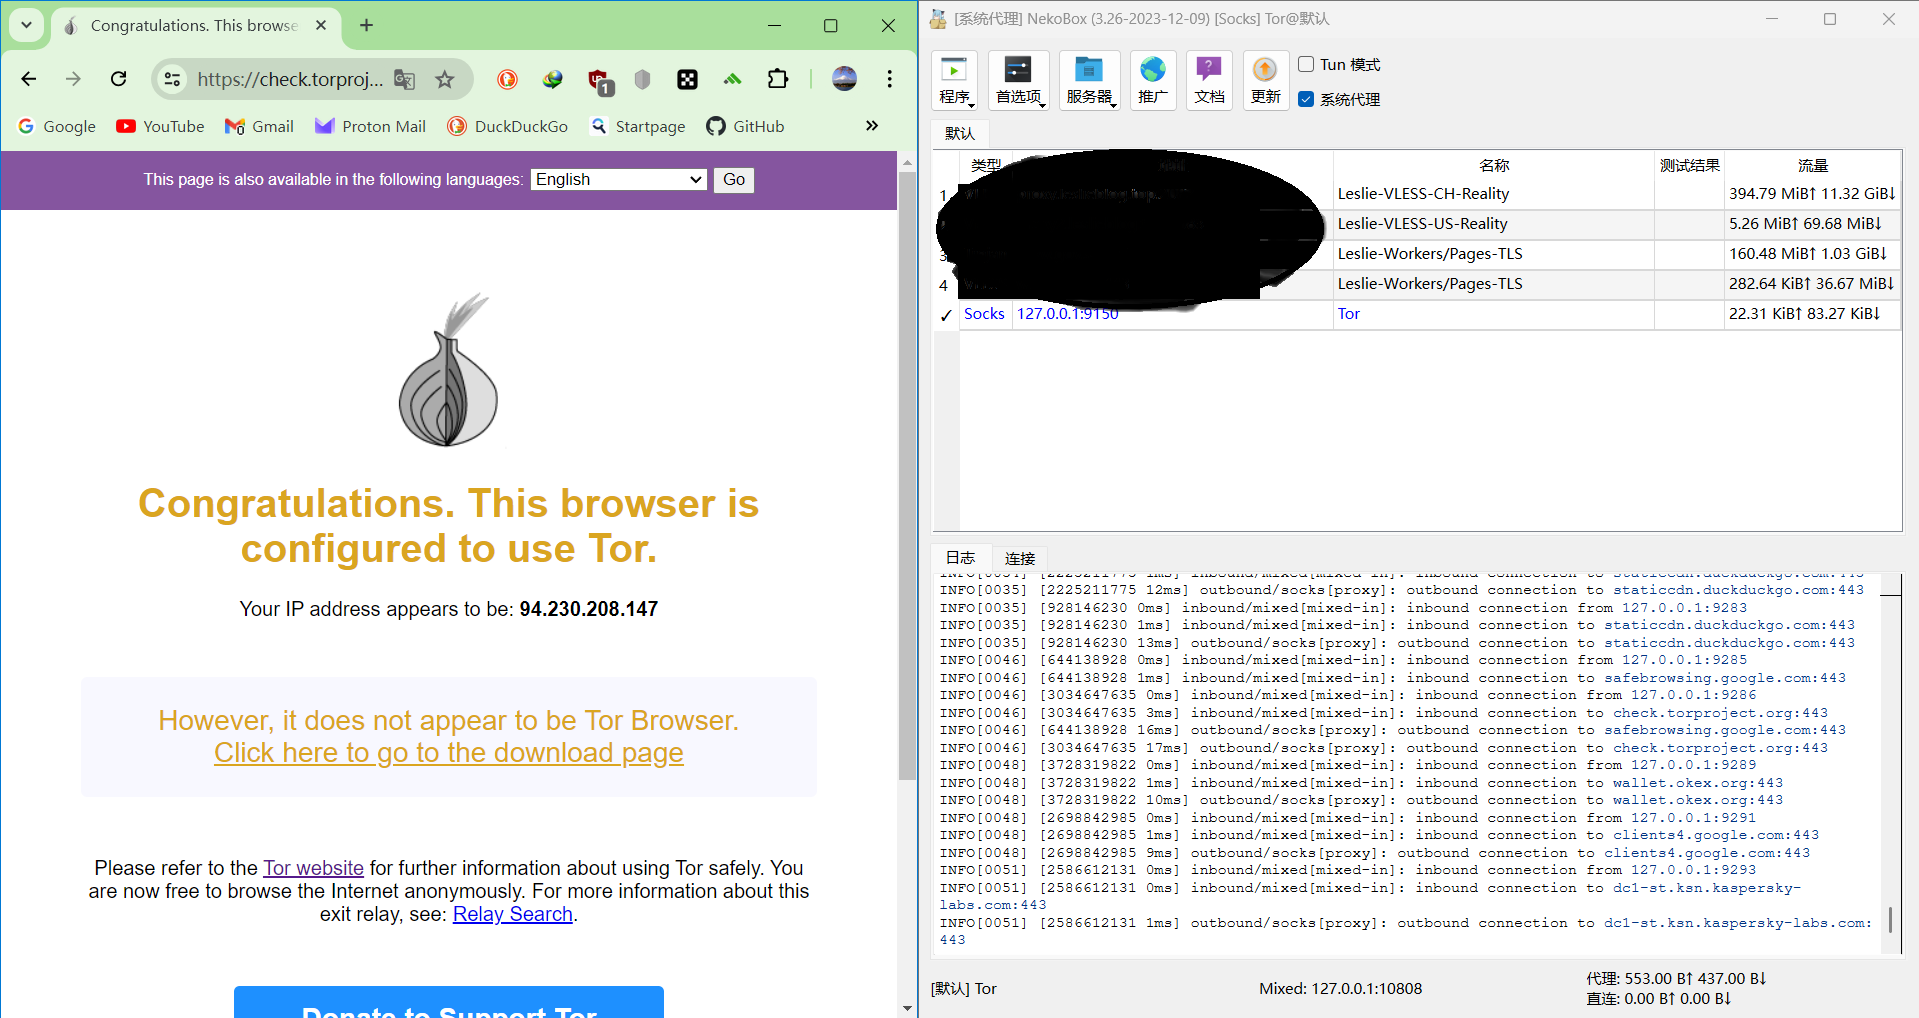 Congratulations. This browse
https://check.torproj...
1
Google
YouTube
Gmail
Proton Mail
DuckDuckGo
Startpage
GitHub
This page is also available in the following languages:
English
Go
Congratulations. This browser is
configured to use Tor.
Your IP address appears to be: 94.230.208.147
However, it does not appear to be Tor Browser.
Click here to go to the download page
Please refer to the Tor website for further information about using Tor safely. You
are now free to browse the Internet anonymously. For more information about this
exit relay, see: Relay Search.
Donate to Support Tor
[系统代理] NekoBox (3.26-2023-12-09) [Socks] Tor@默认
程序
首选项
服务器
推广
文档
更新
Tun 模式
系统代理
默认
类型
名称
测试结果
流量
1
Leslie-VLESS-CH-Reality
394.79 MiB↑ 11.32 GiB↓
Leslie-VLESS-US-Reality
5.26 MiB↑ 69.68 MiB↓
3
Leslie-Workers/Pages-TLS
160.48 MiB↑ 1.03 GiB↓
4
Leslie-Workers/Pages-TLS
282.64 KiB↑ 36.67 MiB↓
✓
Socks
127.0.0.1:9150
Tor
22.31 KiB↑ 83.27 KiB↓
日志
连接
INFO[0034] [2225211775 1ms] inbound/mixed[mixed-in]: inbound connection to staticcdn.duckduckgo.com:443
INFO[0035] [2225211775 12ms] outbound/socks[proxy]: outbound connection to staticcdn.duckduckgo.com:443
INFO[0035] [928146230 0ms] inbound/mixed[mixed-in]: inbound connection from 127.0.0.1:9283
INFO[0035] [928146230 1ms] inbound/mixed[mixed-in]: inbound connection to staticcdn.duckduckgo.com:443
INFO[0035] [928146230 13ms] outbound/socks[proxy]: outbound connection to staticcdn.duckduckgo.com:443
INFO[0046] [644138928 0ms] inbound/mixed[mixed-in]: inbound connection from 127.0.0.1:9285
INFO[0046] [644138928 1ms] inbound/mixed[mixed-in]: inbound connection to safebrowsing.google.com:443
INFO[0046] [3034647635 0ms] inbound/mixed[mixed-in]: inbound connection from 127.0.0.1:9286
INFO[0046] [3034647635 3ms] inbound/mixed[mixed-in]: inbound connection to check.torproject.org:443
INFO[0046] [644138928 16ms] outbound/socks[proxy]: outbound connection to safebrowsing.google.com:443
INFO[0046] [3034647635 17ms] outbound/socks[proxy]: outbound connection to check.torproject.org:443
INFO[0048] [3728319822 0ms] inbound/mixed[mixed-in]: inbound connection from 127.0.0.1:9289
INFO[0048] [3728319822 1ms] inbound/mixed[mixed-in]: inbound connection to wallet.okex.org:443
INFO[0048] [3728319822 10ms] outbound/socks[proxy]: outbound connection to wallet.okex.org:443
INFO[0048] [2698842985 0ms] inbound/mixed[mixed-in]: inbound connection from 127.0.0.1:9291
INFO[0048] [2698842985 1ms] inbound/mixed[mixed-in]: inbound connection to clients4.google.com:443
INFO[0048] [2698842985 9ms] outbound/socks[proxy]: outbound connection to clients4.google.com:443
INFO[0051] [2586612131 0ms] inbound/mixed[mixed-in]: inbound connection from 127.0.0.1:9293
INFO[0051] [2586612131 0ms] inbound/mixed[mixed-in]: inbound connection to dc1-st.ksn.kaspersky-
labs.com:443
INFO[0051] [2586612131 1ms] outbound/socks[proxy]: outbound connection to dc1-st.ksn.kaspersky-labs.com:
443
[默认] Tor
Mixed: 127.0.0.1:10808
代理: 553.00 B↑ 437.00 B↓
直连: 0.00 B↑ 0.00 B↓